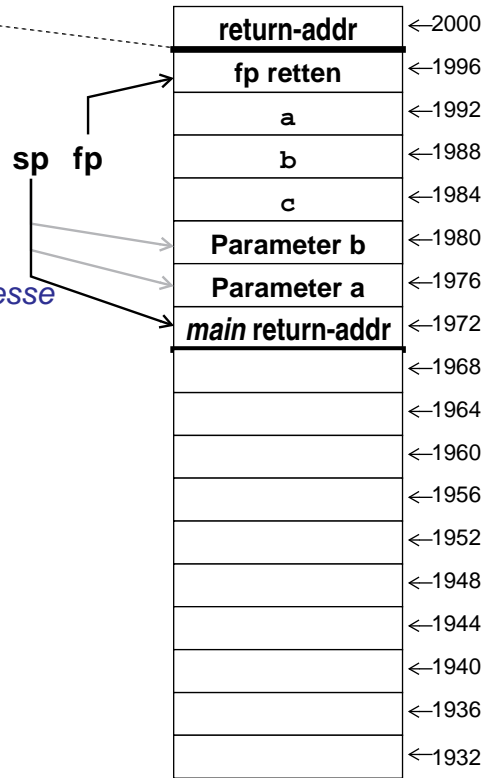 return-addr ←2000
fp retten ←1996
a ←1992
b ←1988
sp fp
c ←1984
Parameter b ←1980
Parameter a ←1976
esse
main return-addr ←1972
←1968
←1964
←1960
←1956
←1952
←1948
←1944
←1940
←1936
←1932